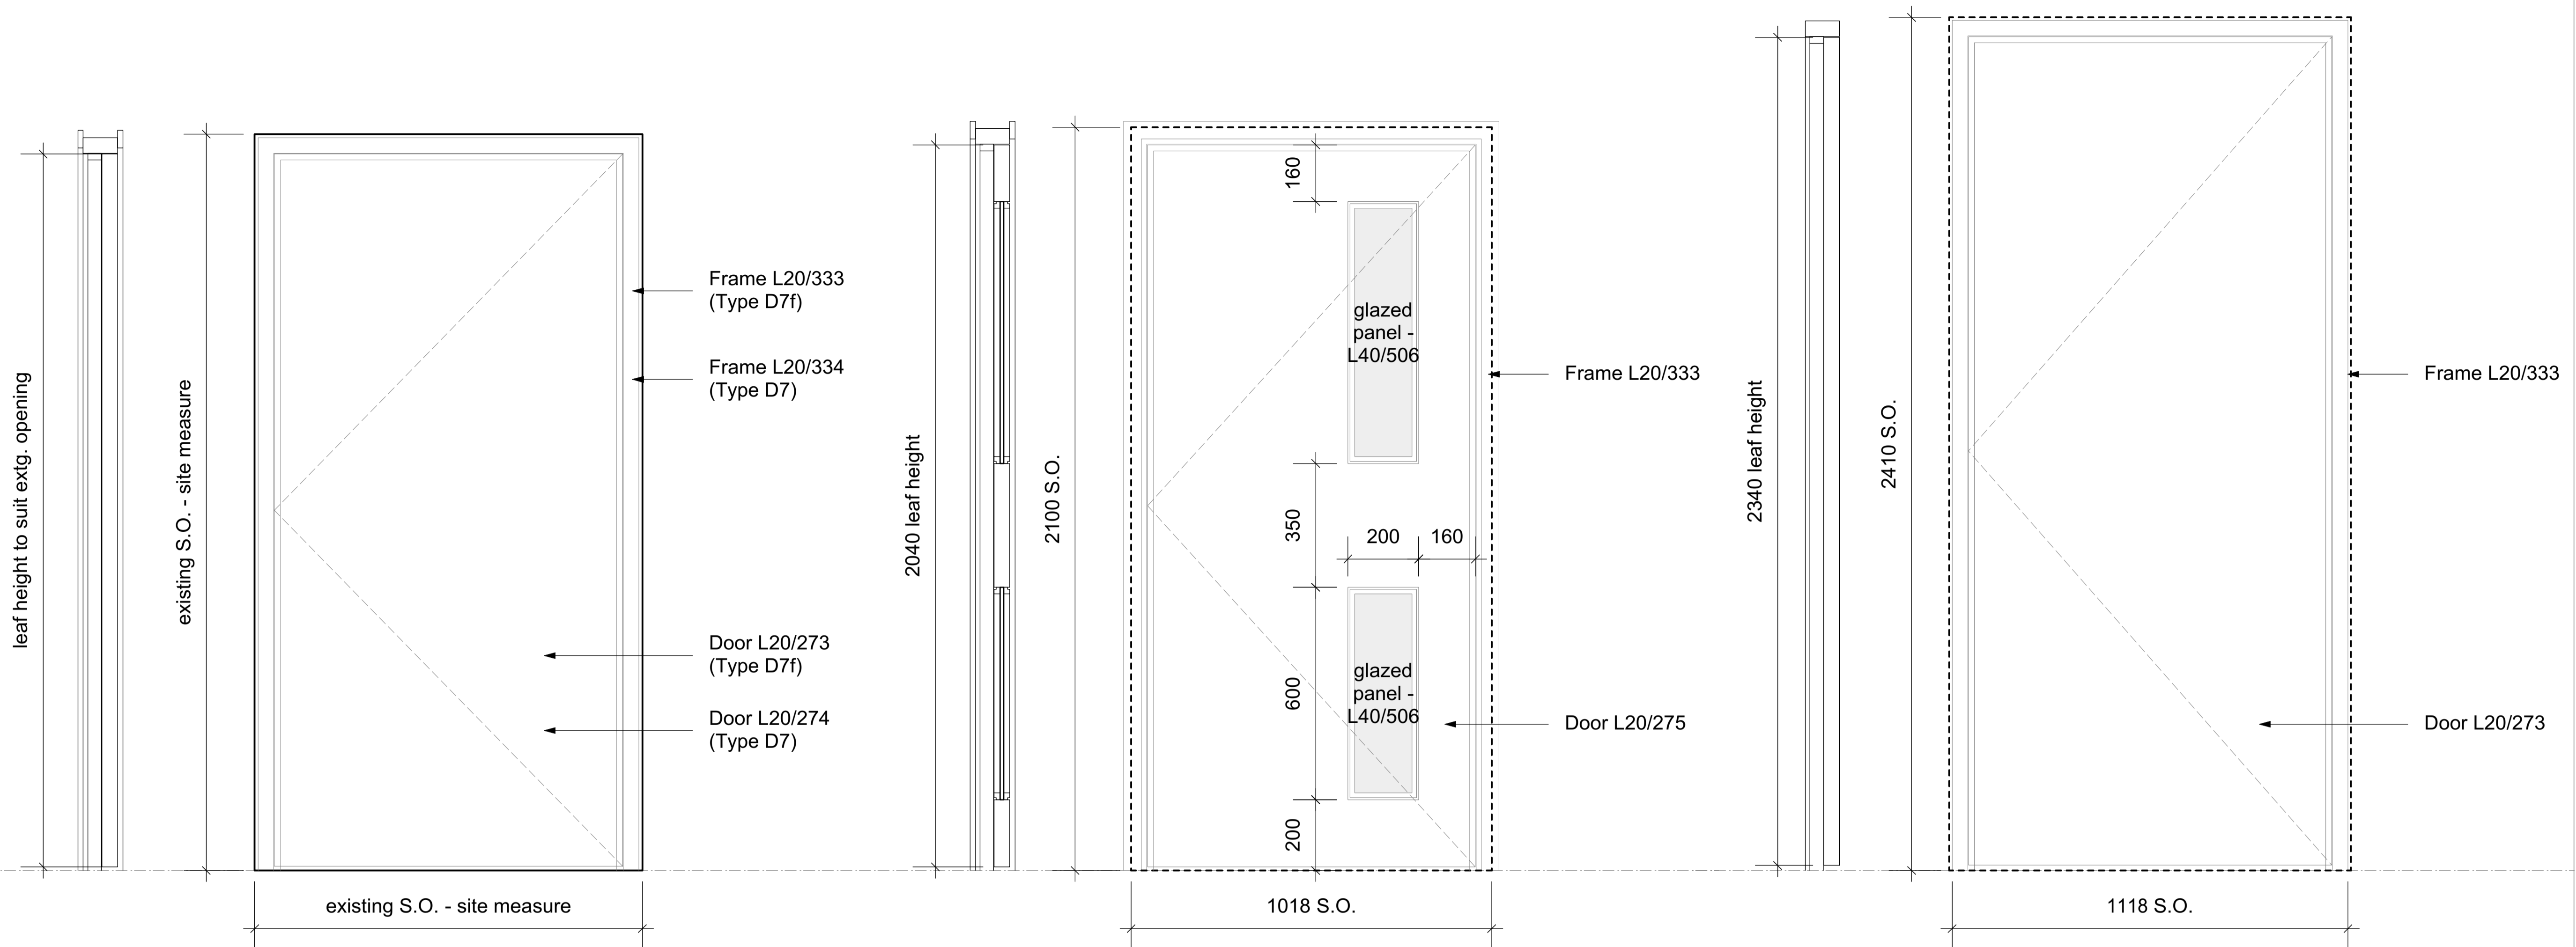 leaf height to suit extg. opening
existing S.O. - site measure
existing S.O. - site measure
Frame L20/333
(Type D7f)
Frame L20/334
(Type D7)
Door L20/273
(Type D7f)
Door L20/274
(Type D7)
2040 leaf height
2100 S.O.
160
glazed
panel -
L40/506
350
200
160
600
glazed
panel -
L40/506
200
1018 S.O.
Frame L20/333
Door L20/275
2340 leaf height
2410 S.O.
1118 S.O.
Frame L20/333
Door L20/273